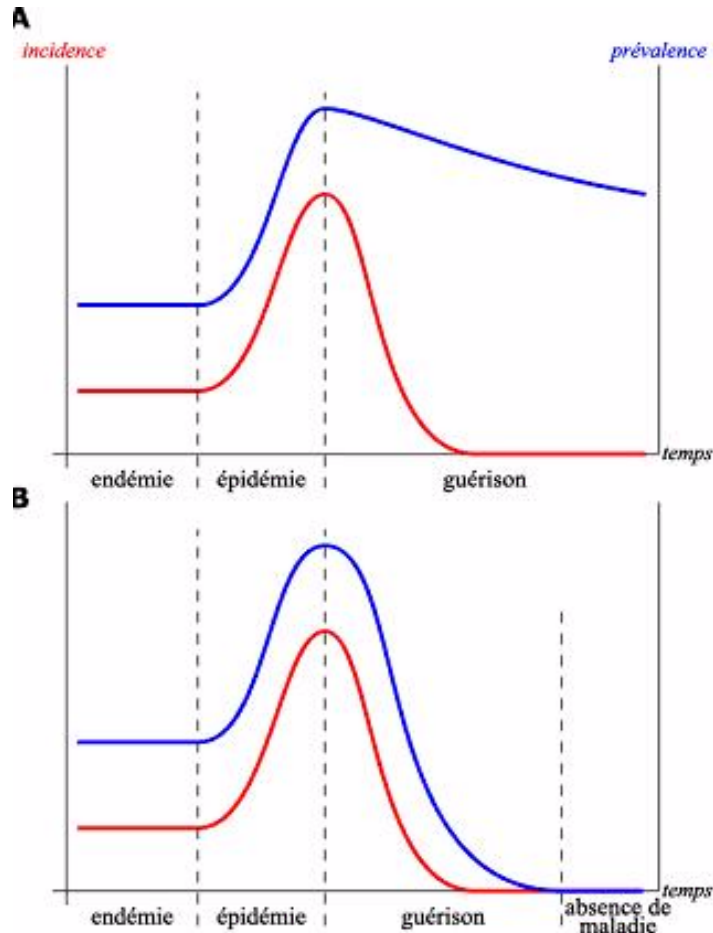 A
incidence prévalence
temps
endémie épidémie guérison
B
temps
endémie épidémie guérison absence de
maladie